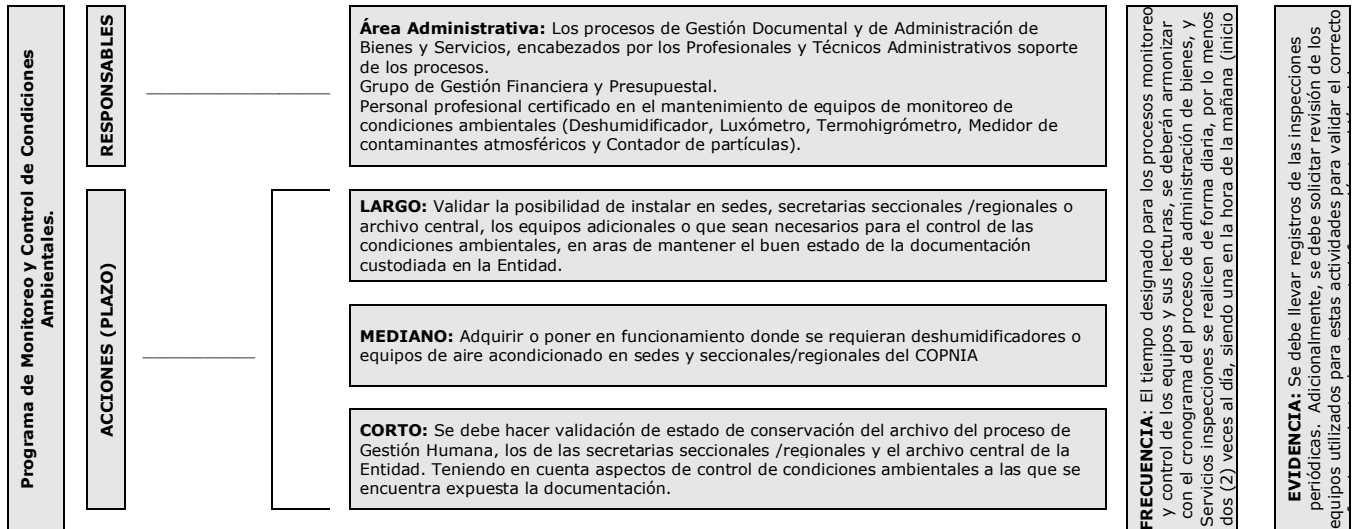 Programa de Monitoreo y Control de Condiciones
Ambientales.
RESPONSABLES
Área Administrativa: Los procesos de Gestión Documental y de Administración de
Bienes y Servicios, encabezados por los Profesionales y Técnicos Administrativos soporte
de los procesos.
Grupo de Gestión Financiera y Presupuestal.
Personal profesional certificado en el mantenimiento de equipos de monitoreo de
condiciones ambientales (Deshumidificador, Luxómetro, Termohigrómetro, Medidor de
contaminantes atmosféricos y Contador de partículas).
ACCIONES (PLAZO)
LARGO: Validar la posibilidad de instalar en sedes, secretarias seccionales /regionales o
archivo central, los equipos adicionales o que sean necesarios para el control de las
condiciones ambientales, en aras de mantener el buen estado de la documentación
custodiada en la Entidad.
MEDIANO: Adquirir o poner en funcionamiento donde se requieran deshumidificadores o
equipos de aire acondicionado en sedes y seccionales/regionales del COPNIA
CORTO: Se debe hacer validación de estado de conservación del archivo del proceso de
Gestión Humana, los de las secretarias seccionales /regionales y el archivo central de la
Entidad. Teniendo en cuenta aspectos de control de condiciones ambientales a las que se
encuentra expuesta la documentación.
FRECUENCIA: El tiempo designado para los procesos monitoreo
y control de los equipos y sus lecturas, se deberán armonizar
con el cronograma del proceso de administración de bienes, y
Servicios inspecciones se realicen de forma diaria, por lo menos
dos (2) veces al día, siendo una en la hora de la mañana (inicio
EVIDENCIA: Se debe llevar registros de las inspecciones
periódicas. Adicionalmente, se debe solicitar revisión de los
equipos utilizados para estas actividades para validar el correcto